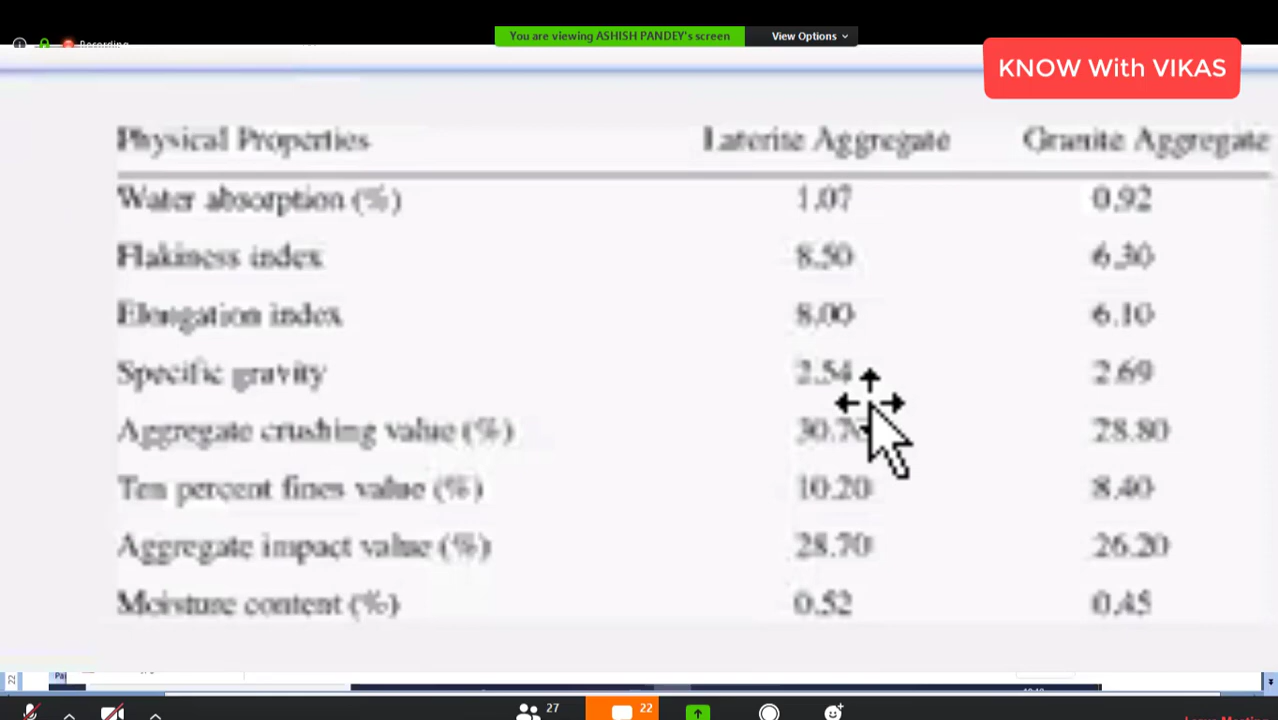 Recording
You are viewing ASHISH PANDEY's screen View Options
KNOW With VIKAS
Physical Properties Laterite Aggregate Granite Aggregate
Water absorption (%) 1.07 0.92
Flakiness index 8.50 6.30
Elongation index 8.00 6.10
Specific gravity 2.54 2.69
Aggregate crushing value (%) 28.80
Ten percent fines value (%) 10.20 8.40
Aggregate impact value (%) 28.70 26.20
Moisture content (%) 0.52 0.45
22
27 22